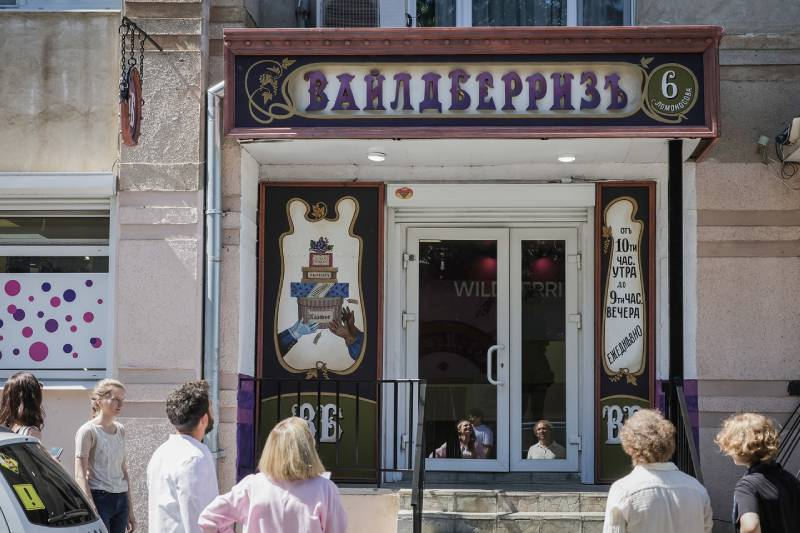 ВАЙЛДБЕРРИЗЪ
6
ЛОМОНОСОВА
ОТЪ
10ТИ
ЧАС.
УТРА
ДО
9ТИ ЧАС.
ВЕЧЕРА
ЕЖЕДНЕВНО
WILDBERRI
ВБ
ВБ